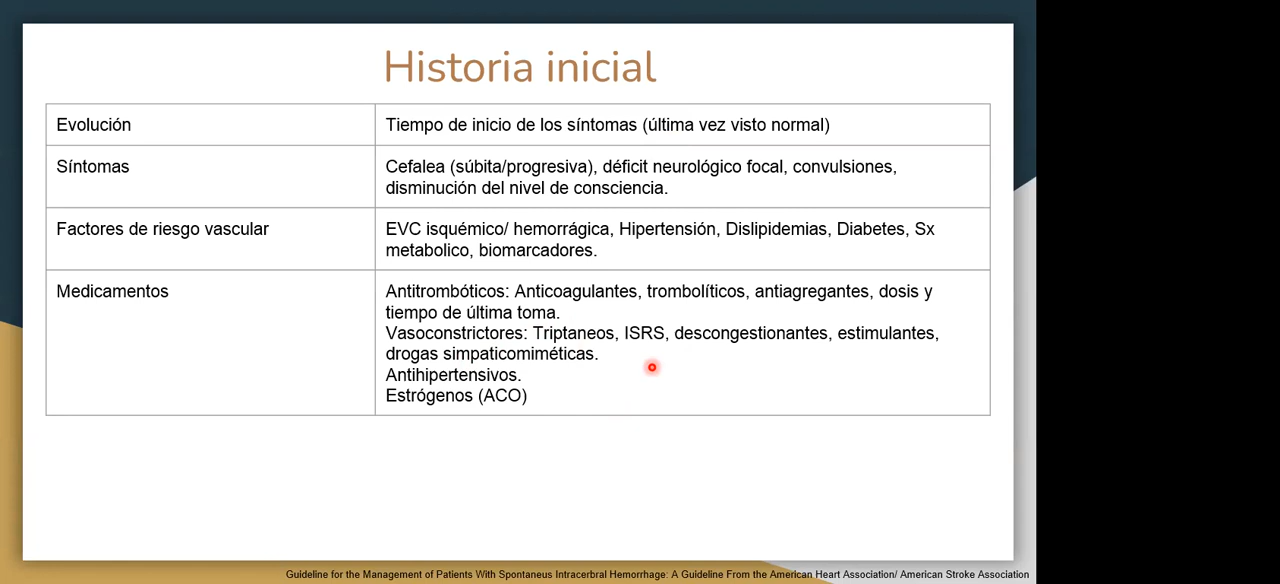 Historia inicial
Evolución
Tiempo de inicio de los síntomas (última vez visto normal)
Síntomas
Cefalea (súbita/progresiva), déficit neurológico focal, convulsiones,
disminución del nivel de consciencia.
Factores de riesgo vascular
EVC isquémico/ hemorrágica, Hipertensión, Dislipidemias, Diabetes, Sx
metabolico, biomarcadores.
Medicamentos
Antitrombóticos: Anticoagulantes, trombolíticos, antiagregantes, dosis y
tiempo de última toma.
Vasoconstrictores: Triptaneos, ISRS, descongestionantes, estimulantes,
drogas simpaticomiméticas.
Antihipertensivos.
Estrógenos (ACO)
Guideline for the Management of Patients With Spontaneus Intracerbral Hemorrhage: A Guideline From the American Heart Association/ American Stroke Association